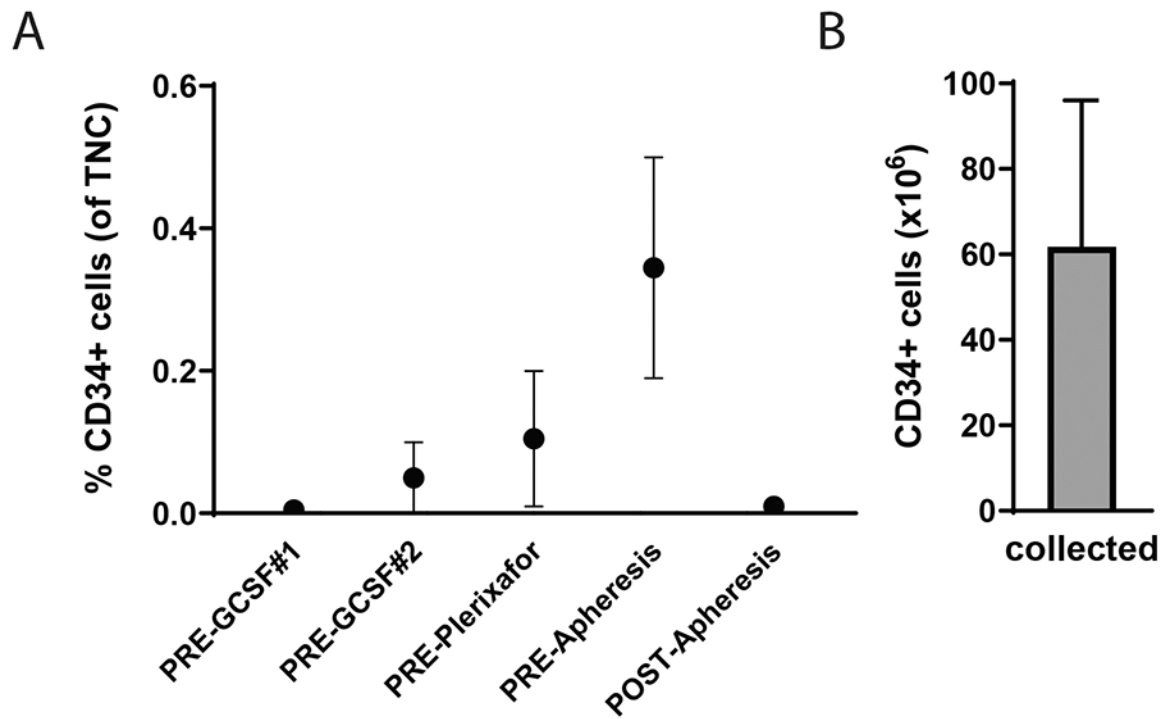 A
% CD34+ cells (of TNC)
0.6
0.4
0.2
0.0
PRE-GCSF#1
PRE-GCSF#2
PRE-Plerixafor
PRE-Apheresis
POST-Apheresis
B
CD34+ cells (x10⁶)
100
80
60
40
20
0
collected